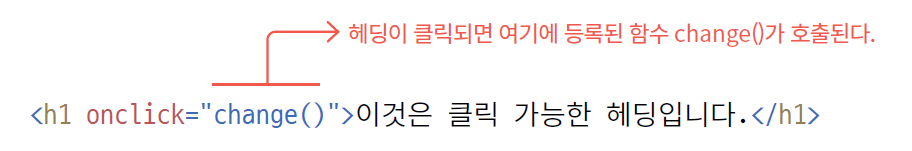 헤딩이 클릭되면 여기에 등록된 함수 change()가 호출된다.
<h1 onclick="change()">이것은 클릭 가능한 헤딩입니다.</h1>